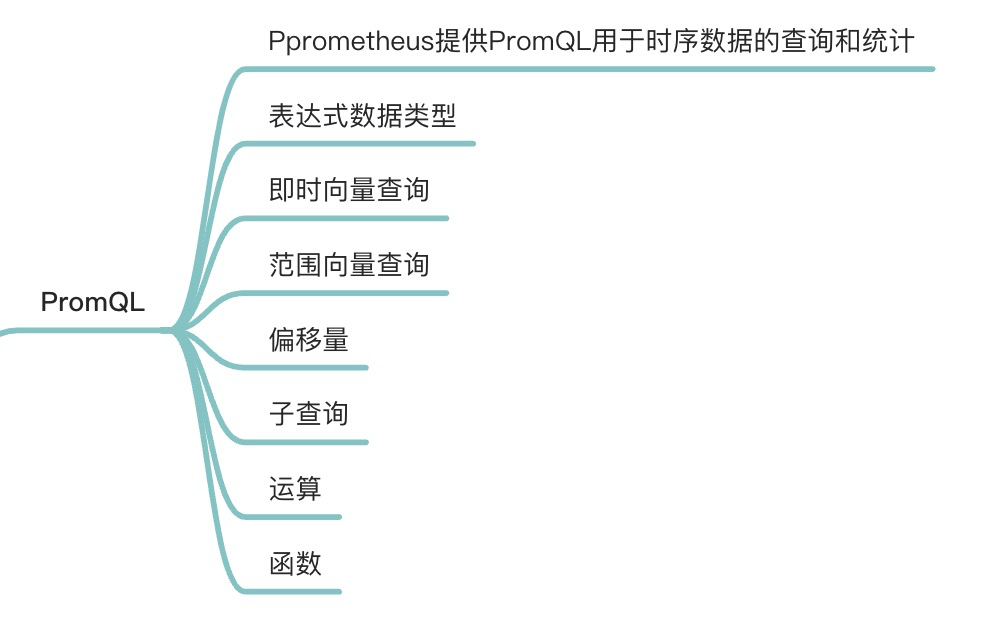 PromQL
Pprometheus提供PromQL用于时序数据的查询和统计
表达式数据类型
即时向量查询
范围向量查询
偏移量
子查询
运算
函数